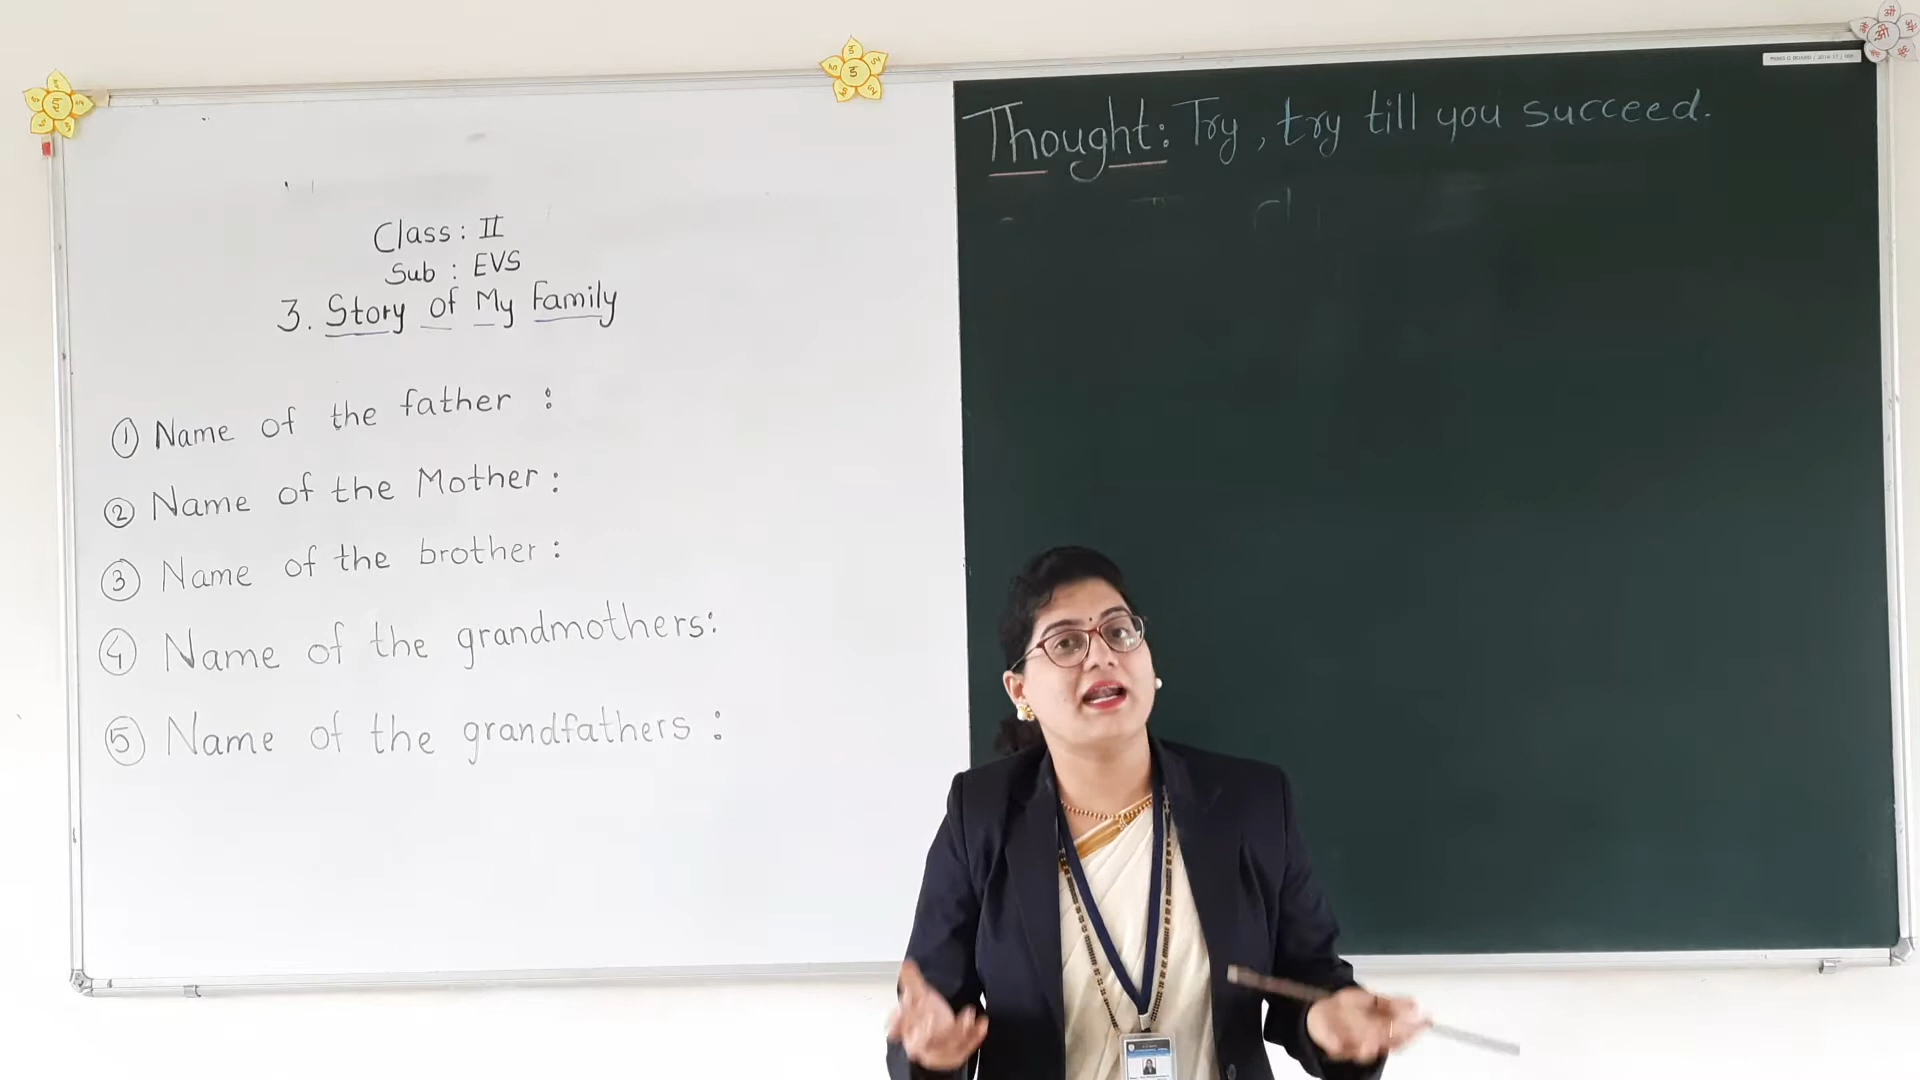 Class : II
Sub : EVS
3. Story of My Family
① Name of the father :
② Name of the Mother :
③ Name of the brother :
④ Name of the grandmothers:
⑤ Name of the grandfathers :
Thought: Try, try till you succeed.